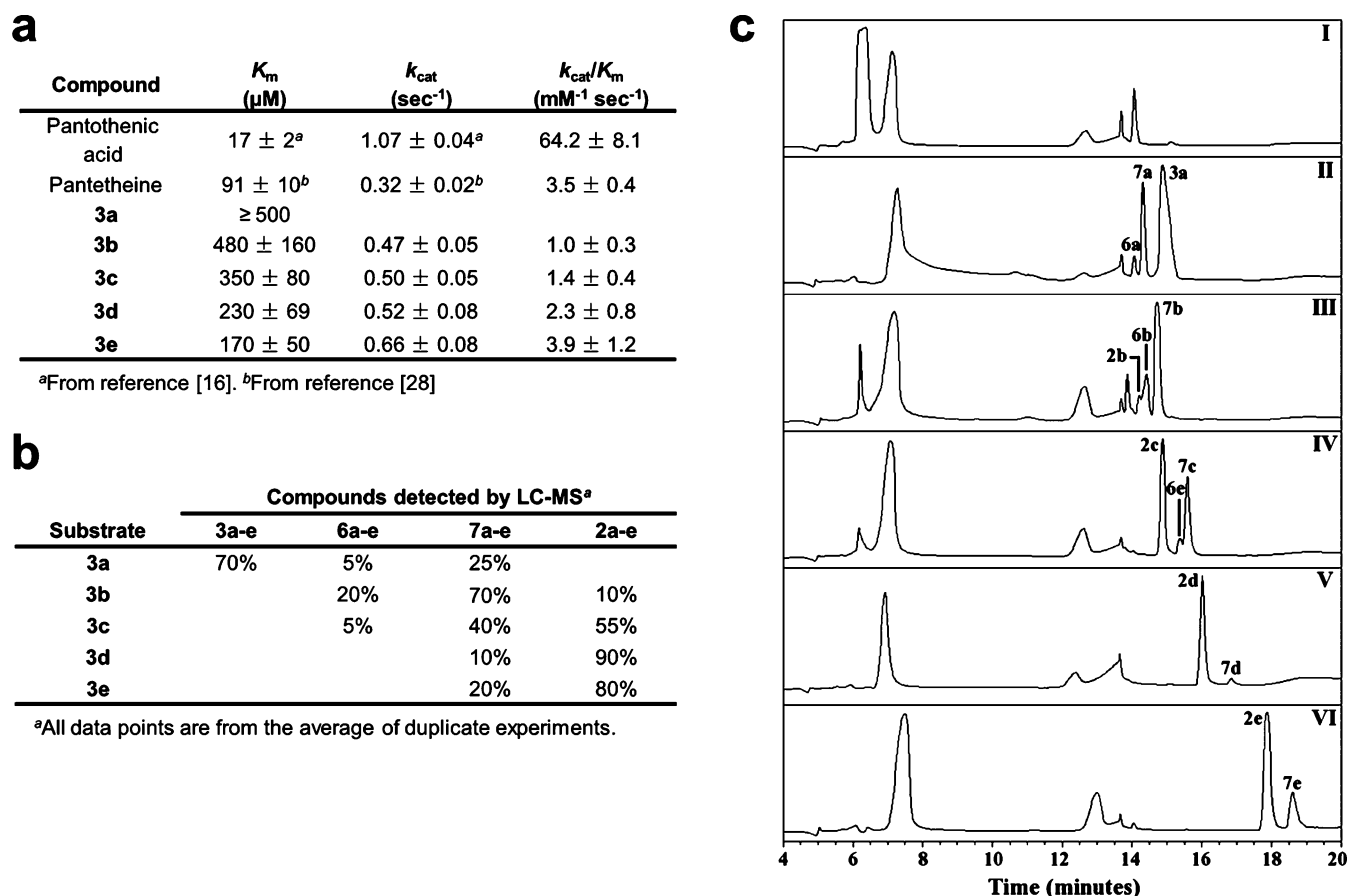 a
Compound Km (µM) kcat (sec-1) kcat/Km (mM-1 sec-1)
Pantothenic acid 17 ± 2a 1.07 ± 0.04a 64.2 ± 8.1
Pantetheine 91 ± 10b 0.32 ± 0.02b 3.5 ± 0.4
3a ≥ 500
3b 480 ± 160 0.47 ± 0.05 1.0 ± 0.3
3c 350 ± 80 0.50 ± 0.05 1.4 ± 0.4
3d 230 ± 69 0.52 ± 0.08 2.3 ± 0.8
3e 170 ± 50 0.66 ± 0.08 3.9 ± 1.2
aFrom reference [16]. bFrom reference [28]
b
Compounds detected by LC-MSa
Substrate 3a-e 6a-e 7a-e 2a-e
3a 70% 5% 25%
3b 20% 70% 10%
3c 5% 40% 55%
3d 10% 90%
3e 20% 80%
aAll data points are from the average of duplicate experiments.
c
I
II
7a 3a
6a
III
7b
6b
2b
IV
2c
7c
6e
V
2d
7d
VI
2e
7e
4 6 8 10 12 14 16 18 20
Time (minutes)